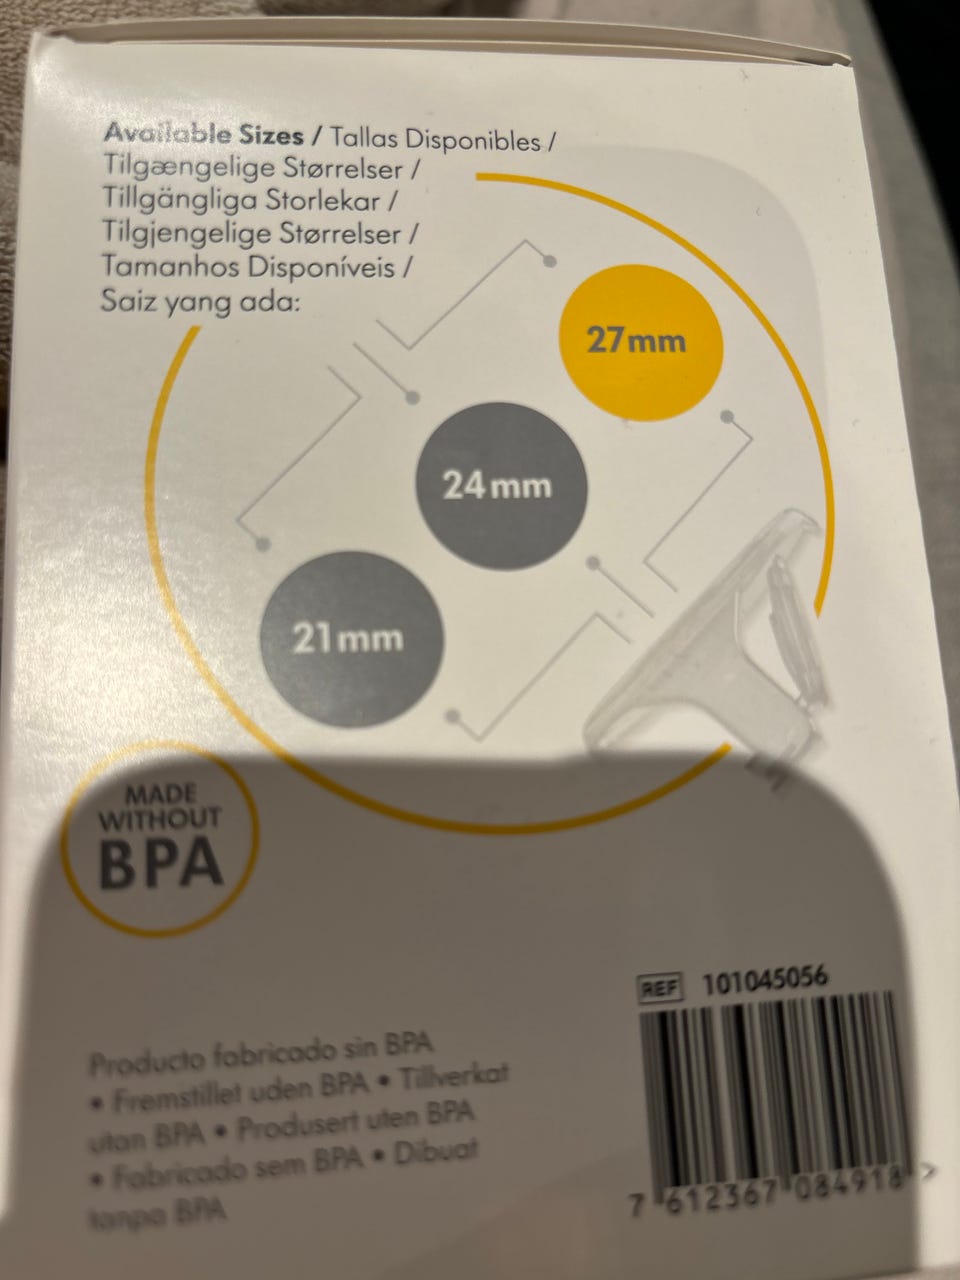 Available Sizes / Tallas Disponibles /
Tilgængelige Størrelser /
Tillgängliga Storlekar /
Tilgjengelige Størrelser /
Tamanhos Disponíveis /
Saiz yang ada:
27mm
24mm
21mm
MADE
WITHOUT
BPA
REF 101045056
Producto fabricado sin BPA
• Fremstillet uden BPA • Tillverkat
utan BPA • Produsert uten BPA
• Fabricado sem BPA • Dibuat
tanpa BPA
7 612367 084918 >